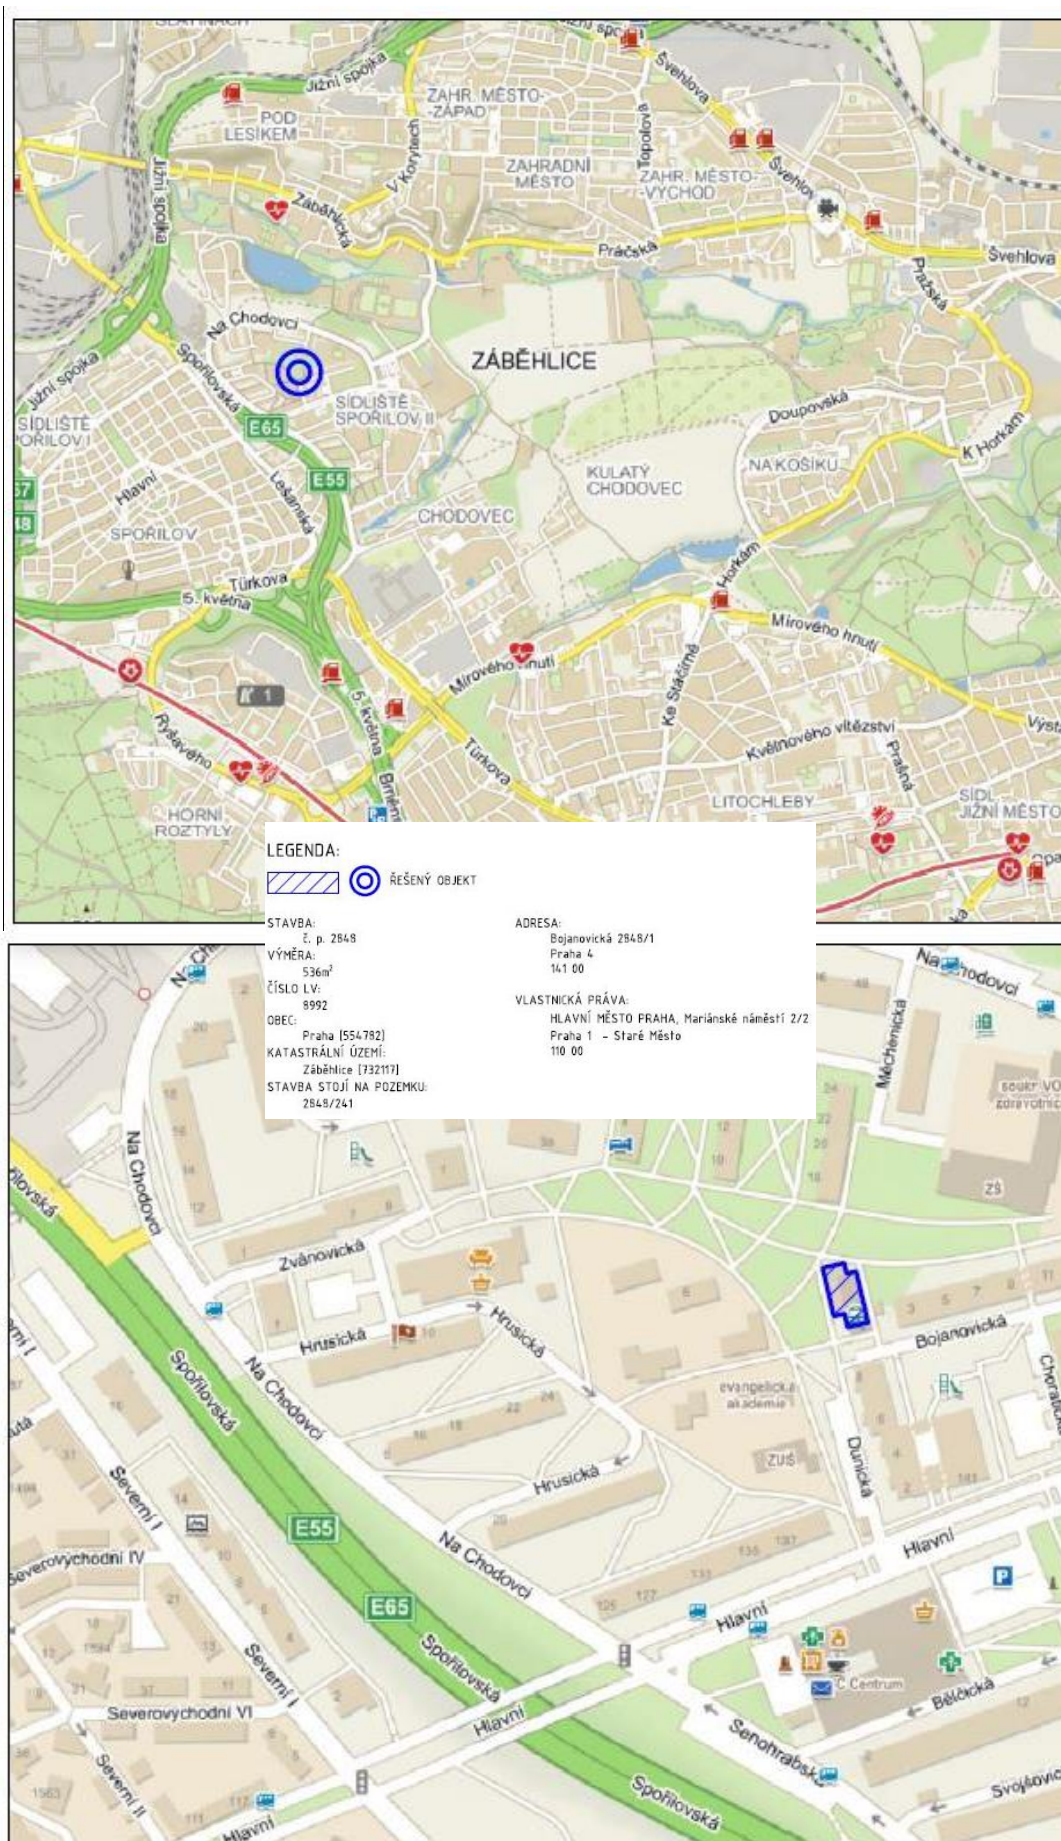 SLATINÁCH
Jižní spojka
ZAHR. MĚSTO-
-ZÁPAD
POD
LESÍKEM
V Korytech
Švehlova
Topolová
ZAHRADNÍ
MĚSTO
ZAHR. MĚSTO-
-VÝCHOD
Jižní spojka
Záběhlická
Práčská
Švehlova
Pražská
Na Chodovci
Spořilovská
ZÁBĚHLICE
Jižní spojka
SÍDLIŠTĚ
SPOŘILOV II
Doupovská
E65
K Horkám
Hlavní
Lešanská
E55
KULATÝ
CHODOVEC
NA KOŠÍKU
CHODOVEC
SPOŘILOV
Türkova
5. května
Horkám
Mírového hnutí
Mírového hnutí
Ke Stáčírně
1
5. května
Ryšavého
Türkova
Květnového vítězství
Prašná
HORNÍ
ROZTYLY
LITOCHLEBY
SÍDL.
JIŽNÍ MĚSTO
LEGENDA:
ŘEŠENÝ OBJEKT
STAVBA:
č. p. 2848
VÝMĚRA:
536m²
ČÍSLO LV:
8992
OBEC:
Praha [554782]
KATASTRÁLNÍ ÚZEMÍ:
Záběhlice [732117]
STAVBA STOJÍ NA POZEMKU:
2848/241
ADRESA:
Bojanovická 2848/1
Praha 4
141 00
VLASTNICKÁ PRÁVA:
HLAVNÍ MĚSTO PRAHA, Mariánské náměstí 2/2
Praha 1 - Staré Město
110 00
Na Chodovci
Měchenická
ZŠ
Na Chodovci
Zvánovická
Hrusická
Hrusická
Bojanovická
Na Chodovci
Spořilovská
evangelická
akademie
ZUŠ
Dunická
Hrusická
Severní I
E55
Na Chodovci
Hlavní
Severovýchodní IV
E65
Hlavní
P
Spořilovská
Severní I
Centrum
Bělčická
Severovýchodní VI
Hlavní
Senohrabská
Severní II
Spořilovská
Hlavní